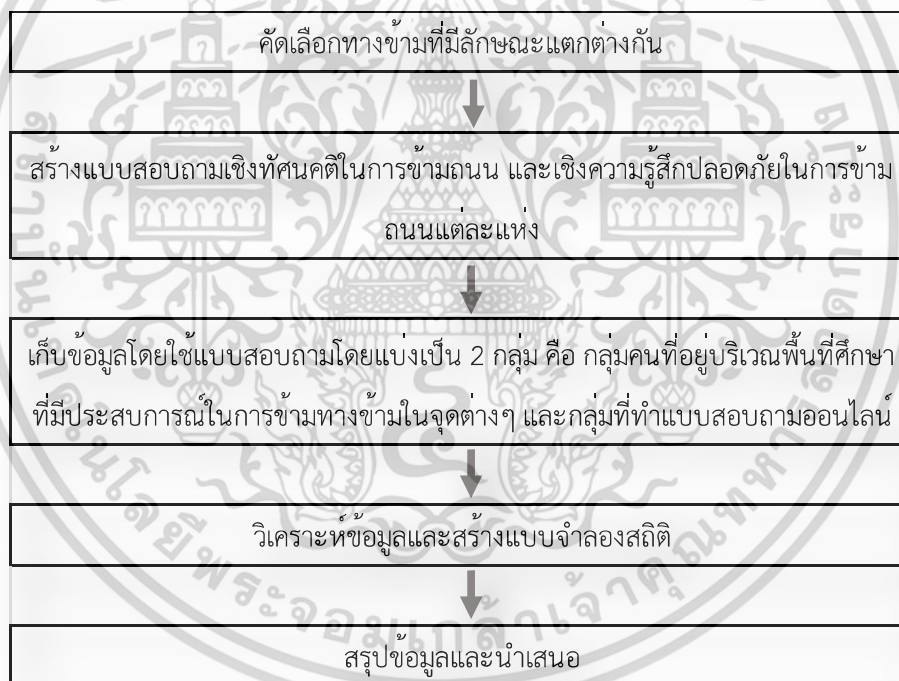 คัดเลือกทางข้ามที่มีลักษณะแตกต่างกัน
สร้างแบบสอบถามเชิงทัศนคติในการข้ามถนน และเชิงความรู้สึกปลอดภัยในการข้าม
ถนนแต่ละแห่ง
เก็บข้อมูลโดยใช้แบบสอบถามโดยแบ่งเป็น 2 กลุ่ม คือ กลุ่มคนที่อยู่บริเวณพื้นที่ศึกษา
ที่มีประสบการณ์ในการข้ามทางข้ามในจุดต่างๆ และกลุ่มที่ทำแบบสอบถามออนไลน์
วิเคราะห์ข้อมูลและสร้างแบบจำลองสถิติ
สรุปข้อมูลและนำเสนอ